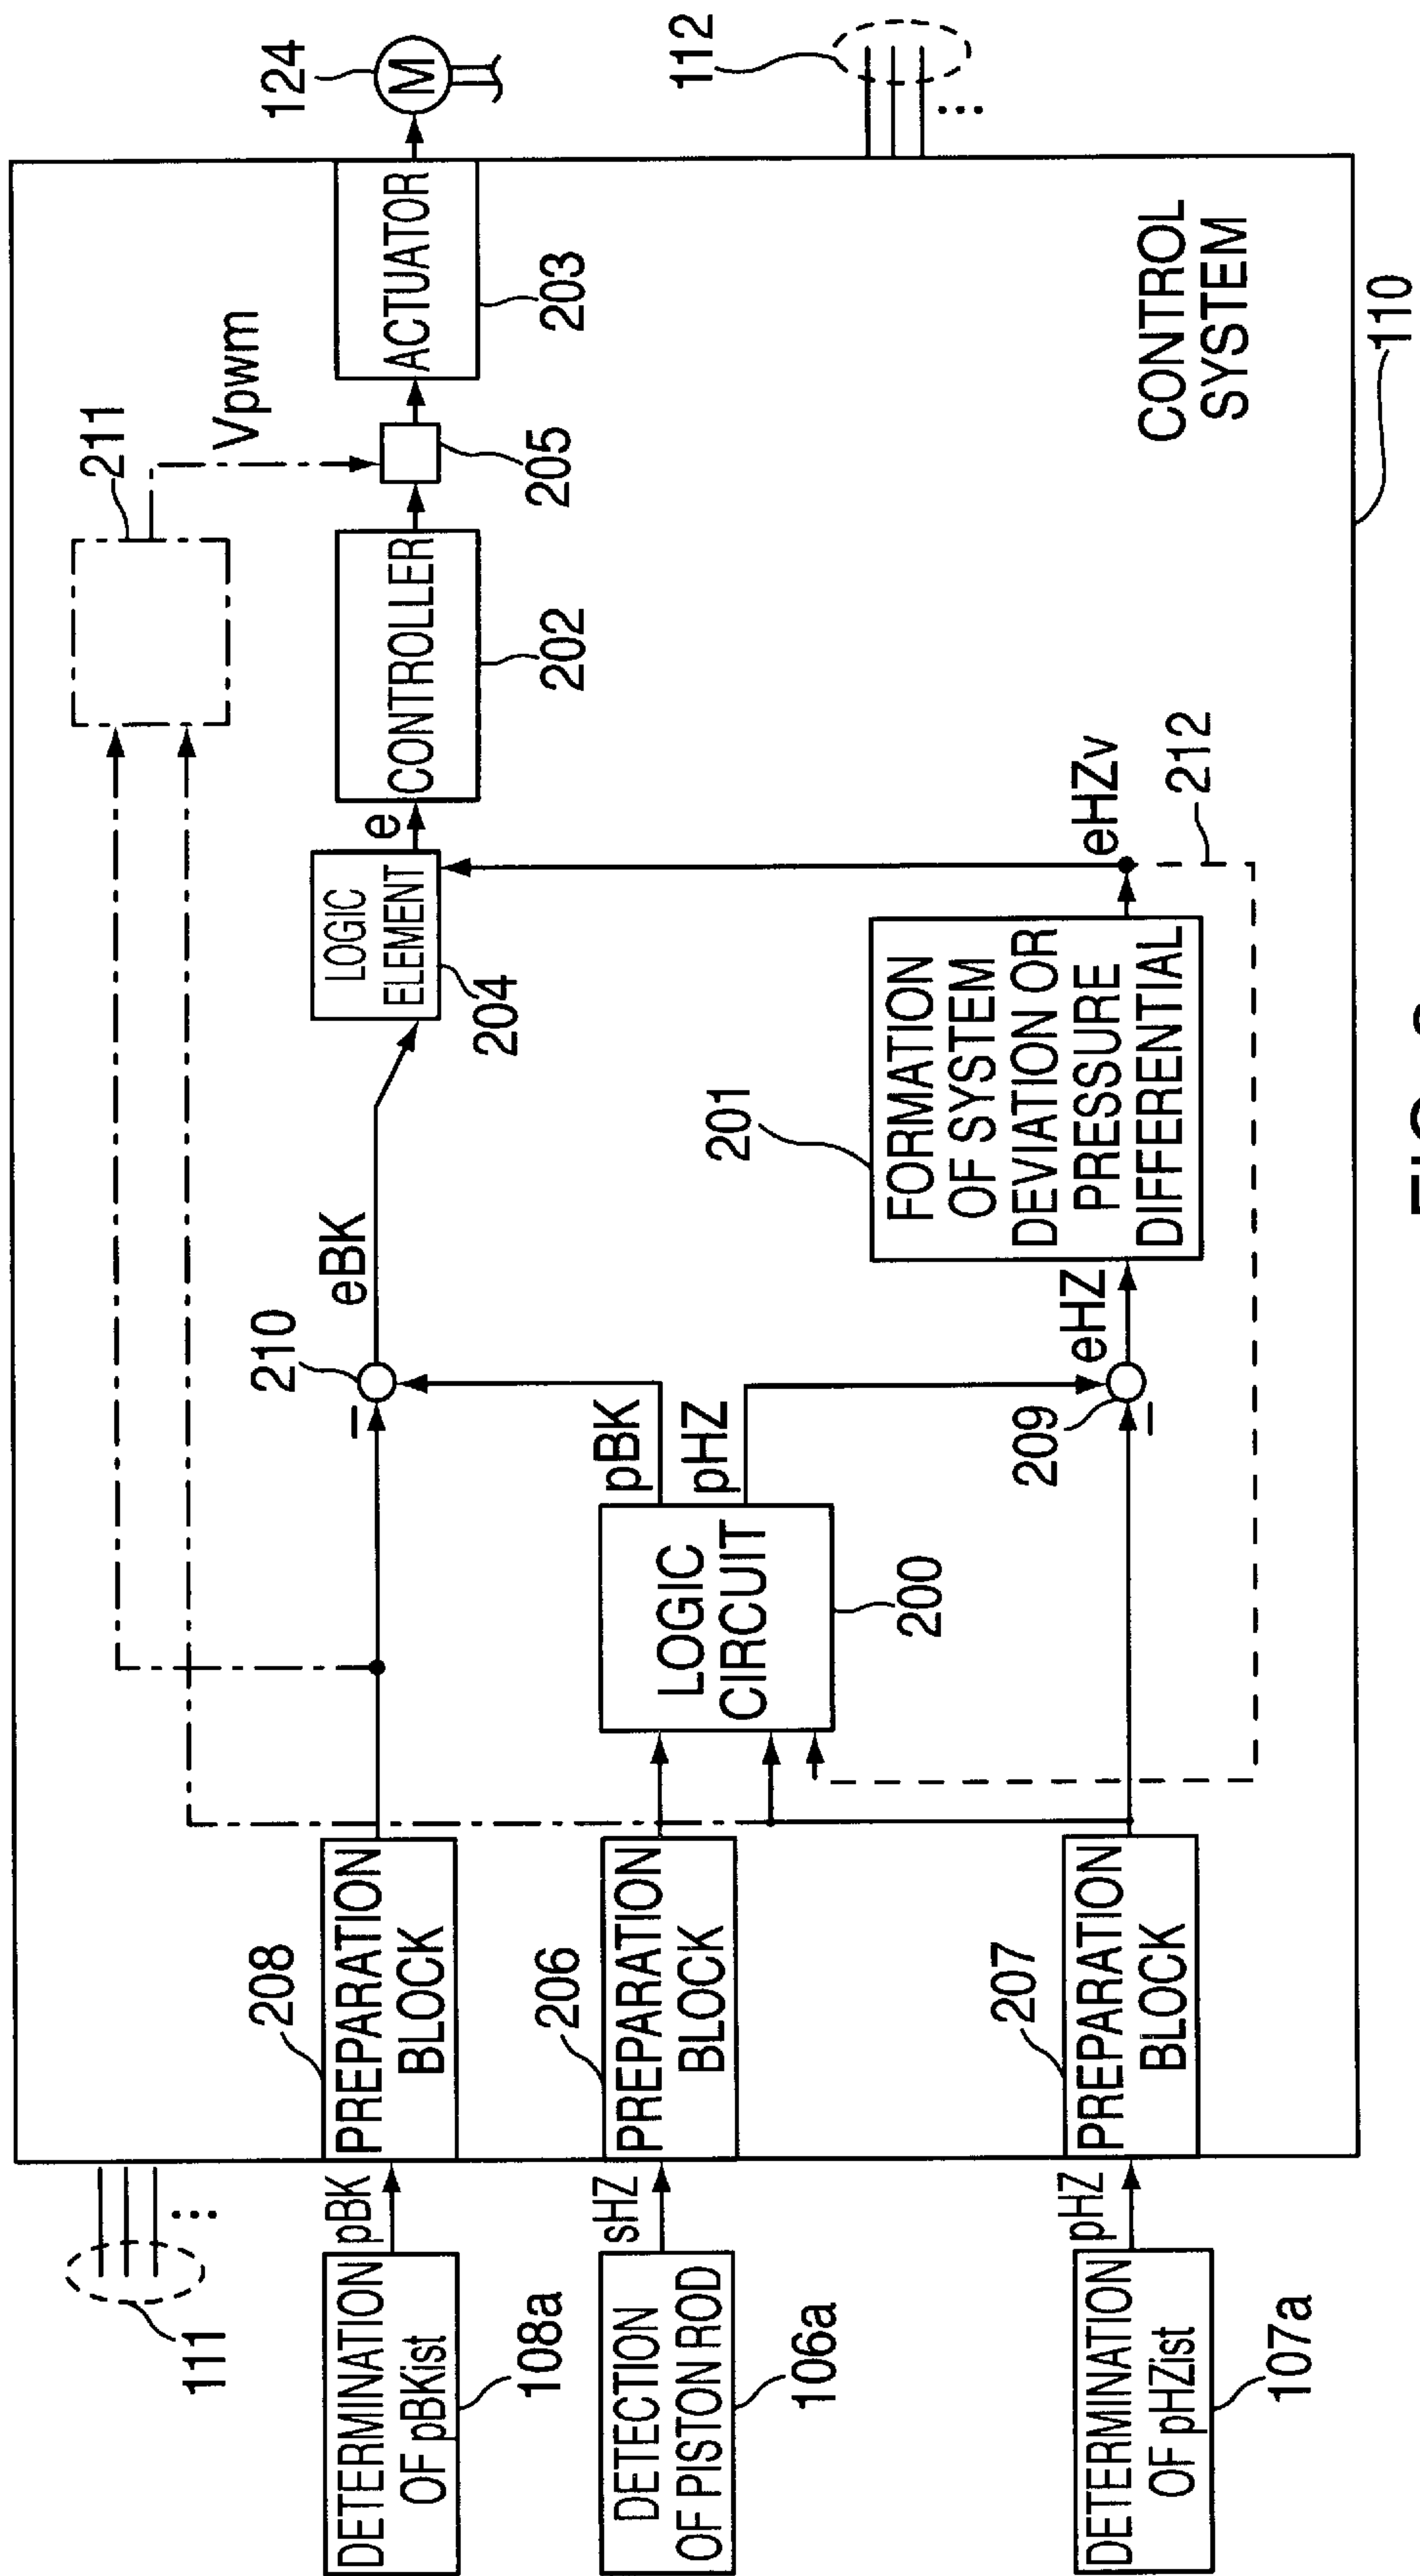 111
112
124
211
Vpwm
208
PREPARATION
BLOCK
210
eBK
LOGIC
ELEMENT
204
e
CONTROLLER
202
205
ACTUATOR
203
DETERMINATION
OF pBKist
108a
pBK
DETECTION
OF PISTON ROD
106a
sHZ
206
PREPARATION
BLOCK
LOGIC
CIRCUIT
200
pBK
pHZ
DETERMINATION
OF pHZist
107a
pHZ
207
PREPARATION
BLOCK
209
eHZ
201
FORMATION
OF SYSTEM
DEVIATION OR
PRESSURE
DIFFERENTIAL
eHZv
212
CONTROL
SYSTEM
110
M